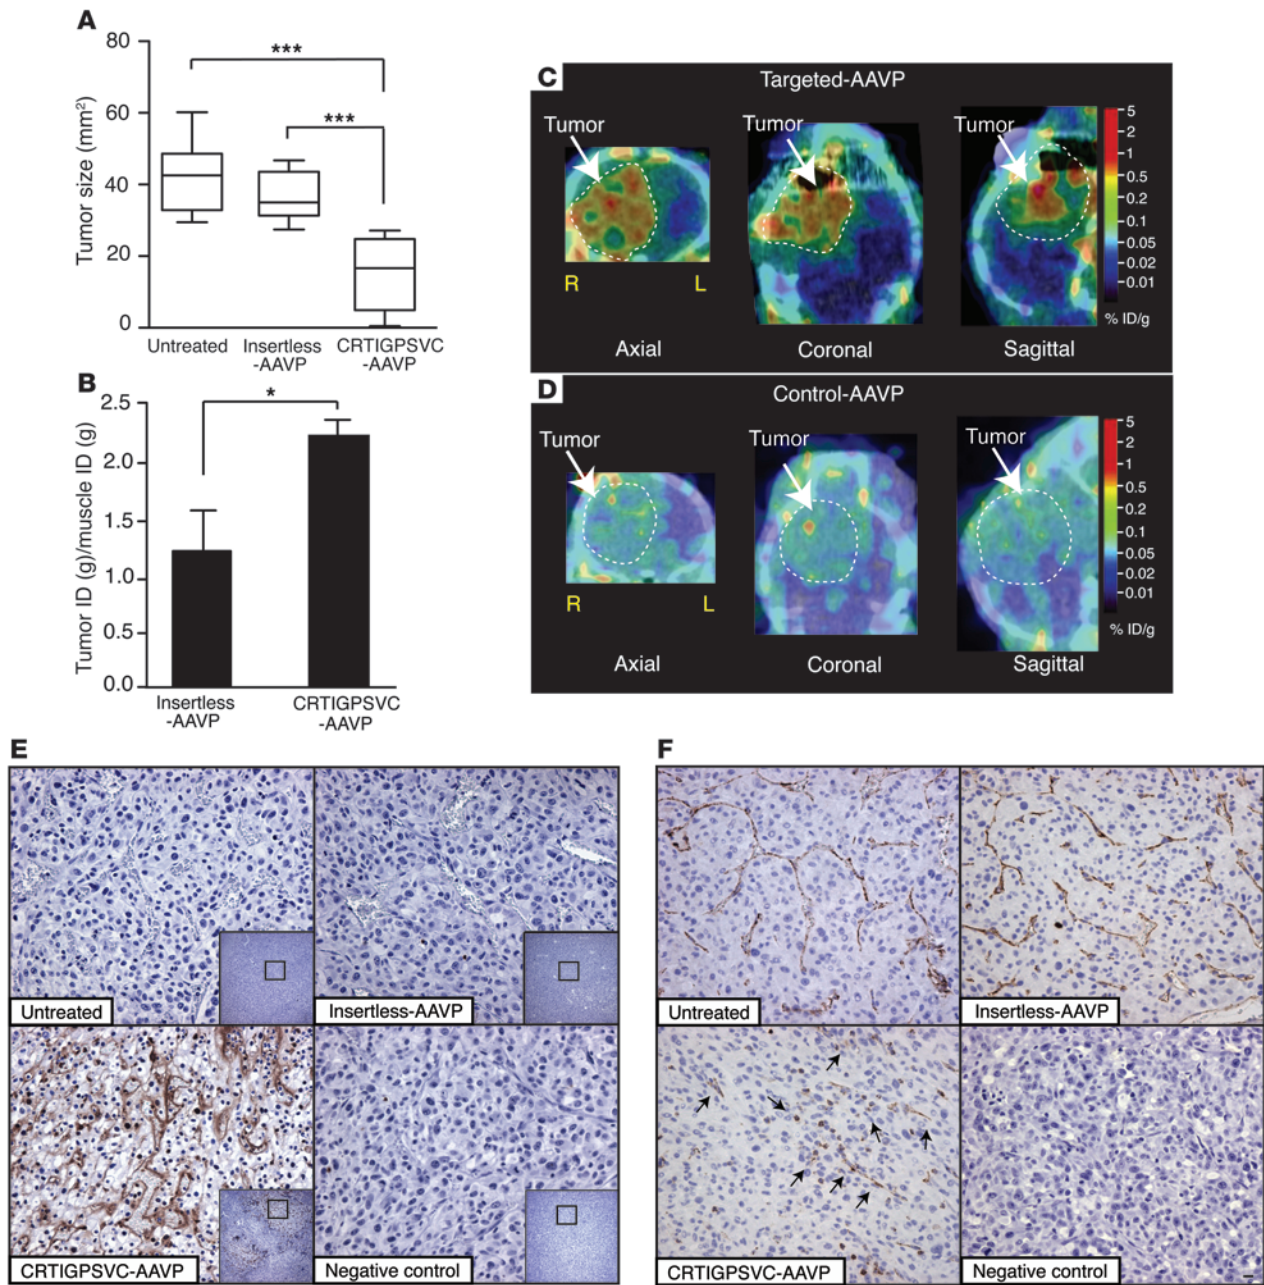 A
80
60
40
20
0
Tumor size (mm²)
***
***
Untreated
Insertless
-AAVP
CRTIGPSVC
-AAVP
B
2.5
2.0
1.5
1.0
0.5
0.0
Tumor ID (g)/muscle ID (g)
*
Insertless
-AAVP
CRTIGPSVC
-AAVP
C
Targeted-AAVP
Tumor
Tumor
Tumor
R
L
Axial
Coronal
Sagittal
5
2
1
0.5
0.2
0.1
0.05
0.02
0.01
% ID/g
D
Control-AAVP
Tumor
Tumor
Tumor
R
L
Axial
Coronal
Sagittal
5
2
1
0.5
0.2
0.1
0.05
0.02
0.01
% ID/g
E
Untreated
Insertless-AAVP
CRTIGPSVC-AAVP
Negative control
F
Untreated
Insertless-AAVP
CRTIGPSVC-AAVP
Negative control